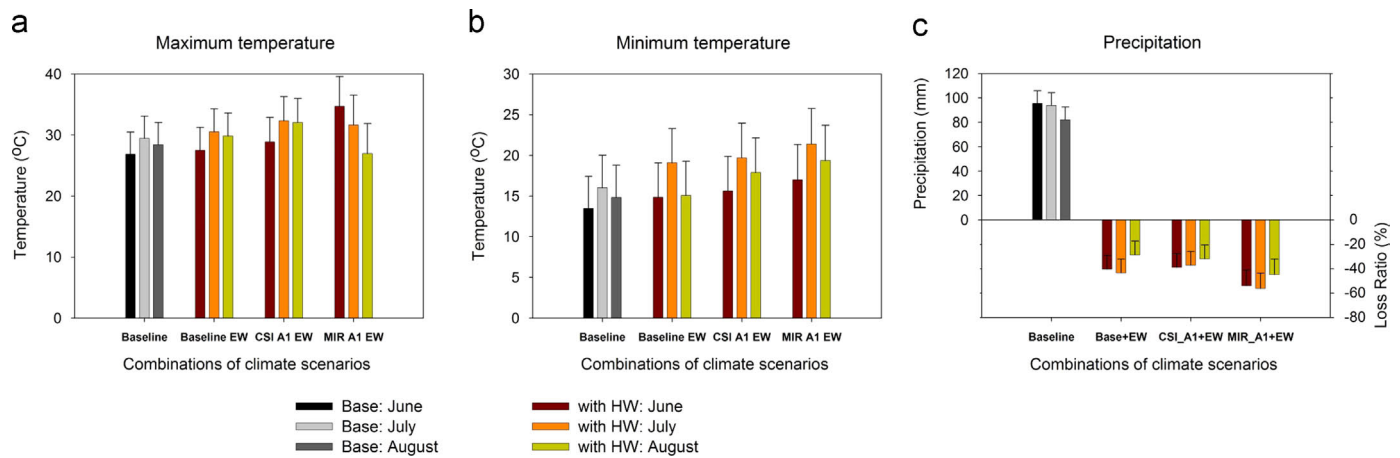 a
Maximum temperature
Temperature (ºC)
40
30
20
10
0
Baseline
Baseline EW
CSI A1 EW
MIR A1 EW
Combinations of climate scenarios
b
Minimum temperature
Temperature (ºC)
30
25
20
15
10
5
0
Baseline
Baseline EW
CSI A1 EW
MIR A1 EW
Combinations of climate scenarios
c
Precipitation
Precipitation (mm)
120
100
80
60
40
20
0
0
-20
-40
-60
-80
Loss Ratio (%)
Baseline
Base+EW
CSI_A1+EW
MIR_A1+EW
Combinations of climate scenarios
Base: June
Base: July
Base: August
with HW: June
with HW: July
with HW: August